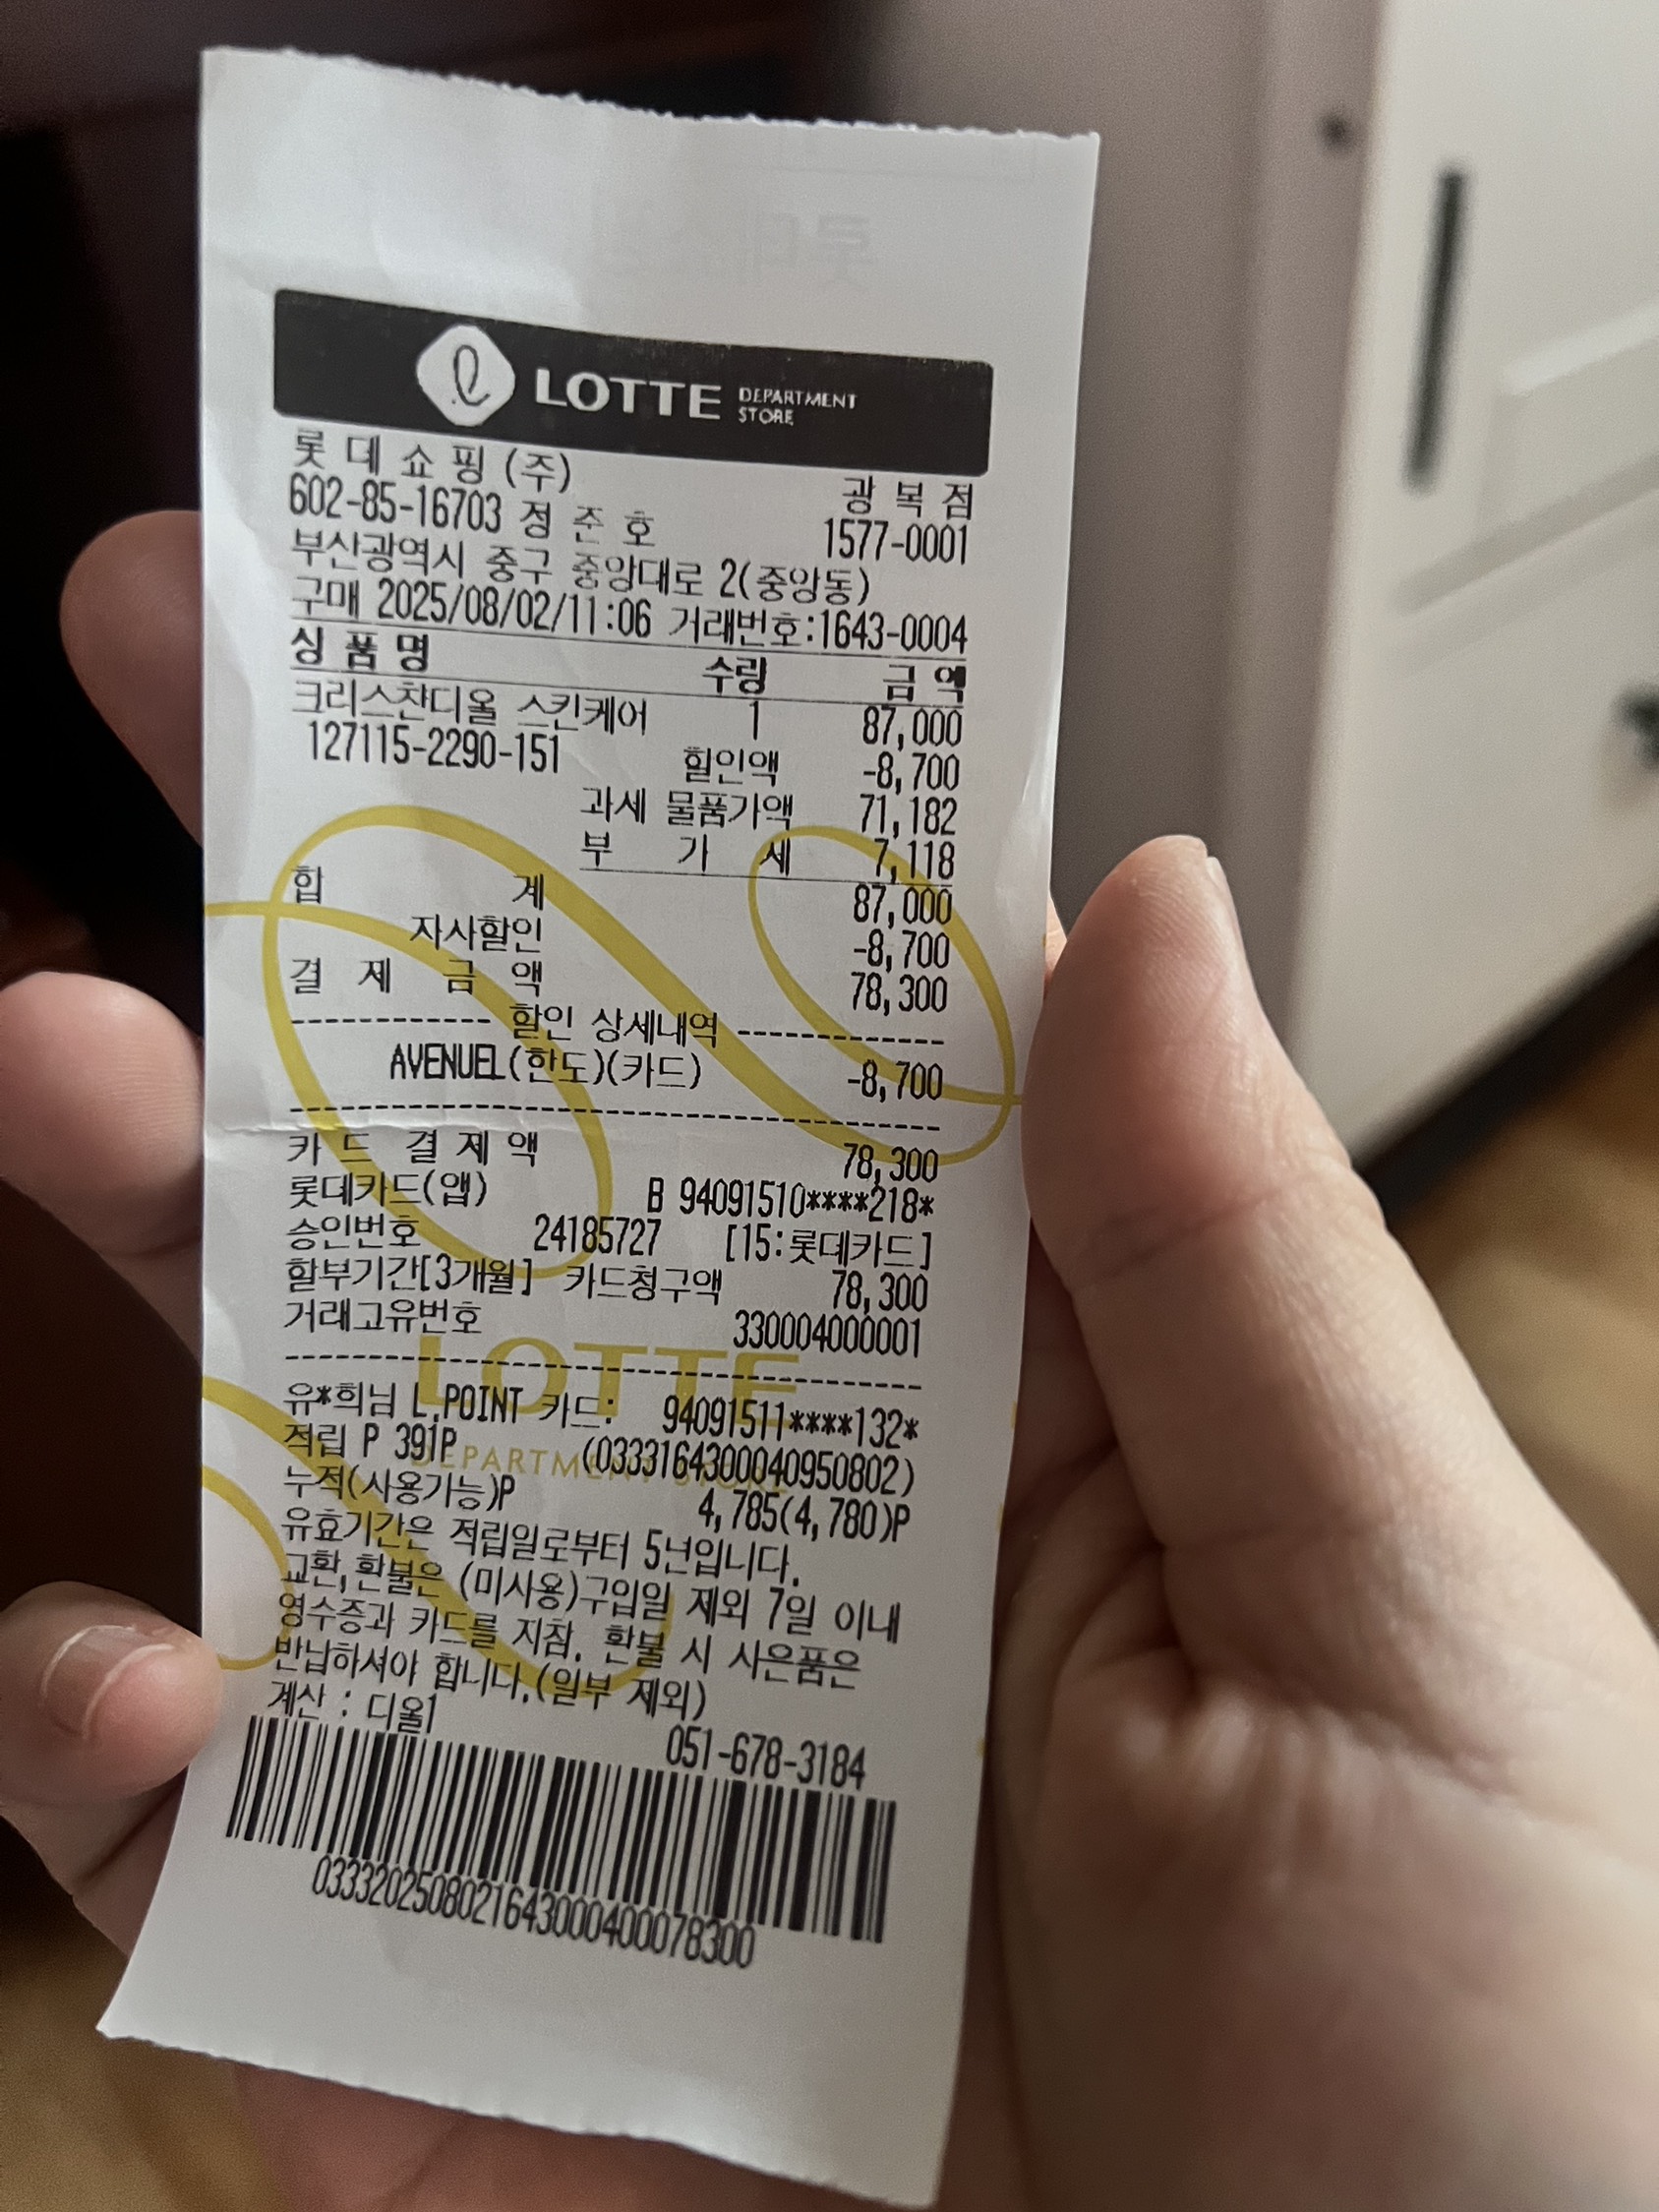 LOTTE DEPARTMENT STORE
롯데쇼핑(주) 광복점
602-85-16703 정준호 1577-0001
부산광역시 중구 중앙대로 2(중앙동)
구매 2025/08/02/11:06 거래번호:1643-0004
상품명 수량 금액
크리스챤디올 스킨케어 1 87,000
127115-2290-151 할인액 -8,700
과세 물품가액 71,182
부 가 세 7,118
합 계 87,000
자사할인 -8,700
결 제 금 액 78,300
------------ 할인 상세내역 ------------
AVENUEL(한도)(카드) -8,700
카드 결제액 78,300
롯데카드(앱) B 94091510****218*
승인번호 24185727 [15:롯데카드]
할부기간[3개월] 카드청구액 78,300
거래고유번호 330004000001
LOTTE
유*희님 L.POINT 카드: 94091511****132*
적립 P 391P (0333164300040950802)
DEPARTMENT STORE
누적(사용가능)P 4,785(4,780)P
유효기간은 적립일로부터 5년입니다.
교환,환불은 (미사용)구입일 제외 7일 이내
영수증과 카드를 지참. 환불 시 사은품은
반납하셔야 합니다.(일부 제외)
계산 : 디올1 051-678-3184
0333202508021643000400078300